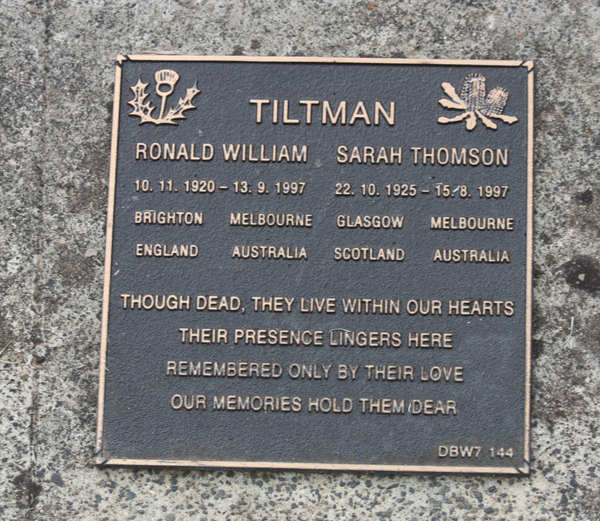 TILTMAN
RONALD WILLIAM SARAH THOMSON
10. 11. 1920 – 13. 9. 1997 22. 10. 1925 – 15. 8. 1997
BRIGHTON MELBOURNE GLASGOW MELBOURNE
ENGLAND AUSTRALIA SCOTLAND AUSTRALIA
THOUGH DEAD, THEY LIVE WITHIN OUR HEARTS
THEIR PRESENCE LINGERS HERE
REMEMBERED ONLY BY THEIR LOVE
OUR MEMORIES HOLD THEM DEAR
DBW7 144